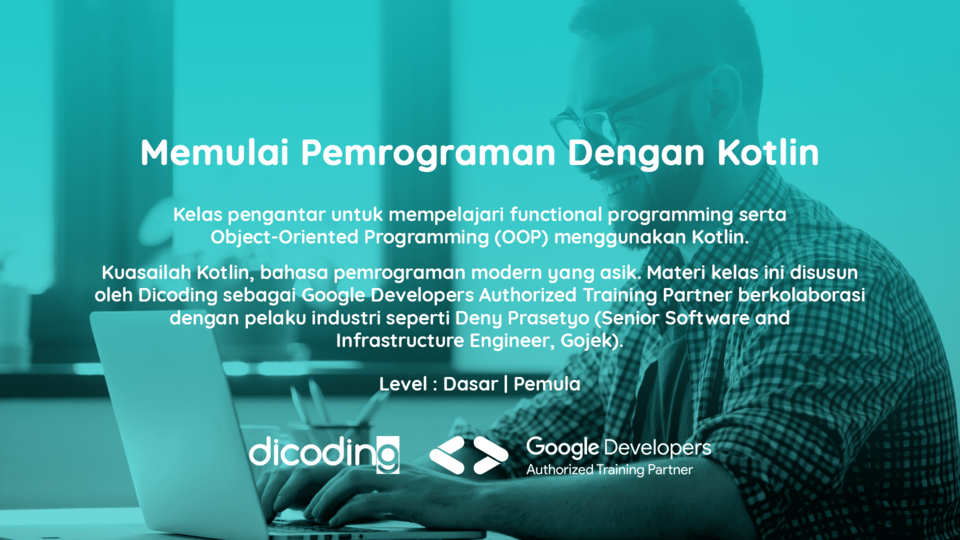 Memulai Pemrograman Dengan Kotlin
Kelas pengantar untuk mempelajari functional programming serta
Object-Oriented Programming (OOP) menggunakan Kotlin.
Kuasailah Kotlin, bahasa pemrograman modern yang asik. Materi kelas ini disusun
oleh Dicoding sebagai Google Developers Authorized Training Partner berkolaborasi
dengan pelaku industri seperti Deny Prasetyo (Senior Software and
Infrastructure Engineer, Gojek).
Level : Dasar | Pemula
dicoding
Google Developers
Authorized Training Partner